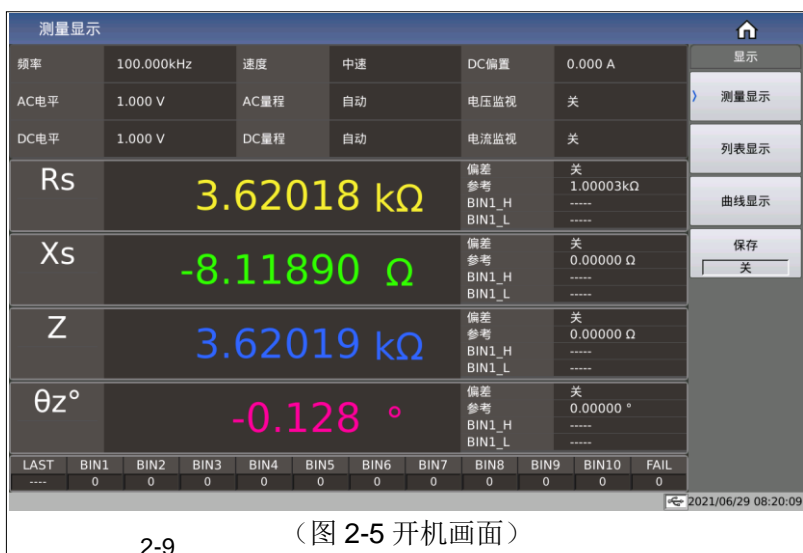 测量显示
频率 100.000kHz 速度 中速 DC偏置 0.000 A
AC电平 1.000 V AC量程 自动 电压监视 关
DC电平 1.000 V DC量程 自动 电流监视 关
Rs 3.62018 kΩ
偏差 关
参考 1.00003kΩ
BIN1_H -----
BIN1_L -----
Xs -8.11890 Ω
偏差 关
参考 0.00000 Ω
BIN1_H -----
BIN1_L -----
Z 3.62019 kΩ
偏差 关
参考 0.00000 Ω
BIN1_H -----
BIN1_L -----
θz° -0.128 °
偏差 关
参考 0.00000 °
BIN1_H -----
BIN1_L -----
LAST BIN1 BIN2 BIN3 BIN4 BIN5 BIN6 BIN7 BIN8 BIN9 BIN10 FAIL
---- 0 0 0 0 0 0 0 0 0 0 0
显示
测量显示
列表显示
曲线显示
保存
关
2021/06/29 08:20:09
（图 2-5 开机画面）
2-9